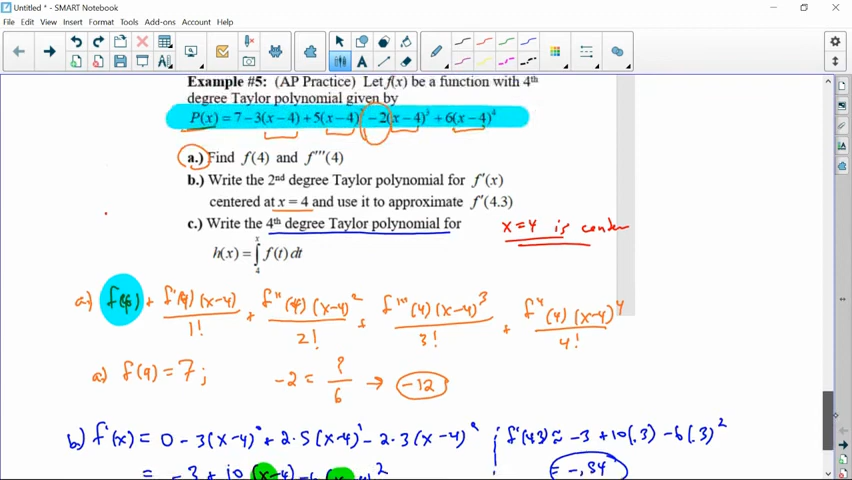 Untitled * - SMART Notebook
File Edit View Insert Format Tools Add-ons Account Help
Example #5: (AP Practice) Let f(x) be a function with 4th
degree Taylor polynomial given by
P(x) = 7 − 3(x − 4) + 5(x − 4)² − 2(x − 4)³ + 6(x − 4)⁴
a.) Find f(4) and f'''(4)
b.) Write the 2nd degree Taylor polynomial for f'(x)
centered at x = 4 and use it to approximate f'(4.3)
c.) Write the 4th degree Taylor polynomial for
x=4 is center
h(x) = ∫₄ˣ f(t) dt
a) f(4) + f'(4)(x-4)/1! + f''(4)(x-4)²/2! + f'''(4)(x-4)³/3! + f⁴(4)(x-4)⁴/4!
a) f(4) = 7; -2 = ?/6 → -12
b) f'(x) = 0 - 3(x-4)⁰ + 2·5(x-4)¹ - 2·3(x-4)² f'(4.3) ≈ -3 + 10(.3) - 6(.3)²
= -3 + 10(x-4) - 6(x-4)² = -.54